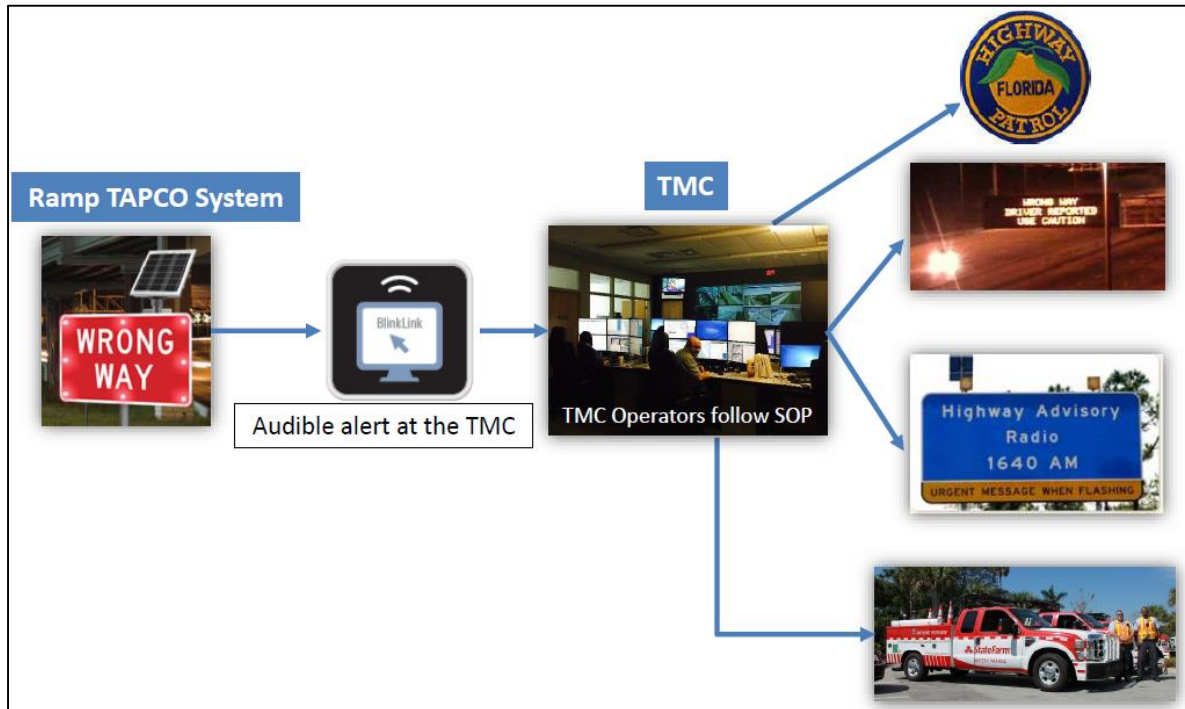 Ramp TAPCO System
WRONG
WAY
BlinkLink
Audible alert at the TMC
TMC
TMC Operators follow SOP
HIGHWAY
FLORIDA
PATROL
WRONG WAY
DRIVER REPORTED
USE CAUTION
Highway Advisory
Radio
1640 AM
URGENT MESSAGE WHEN FLASHING
StateFarm